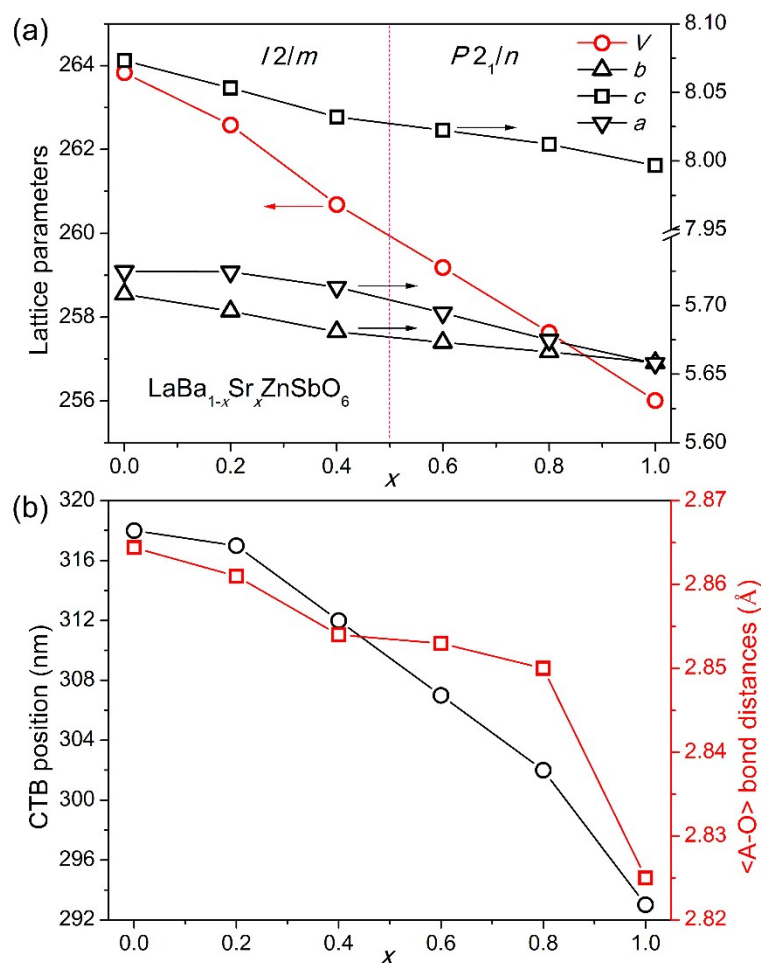 (a)
I2/m
P2₁/n
V
b
c
a
LaBa₁₋ₓSrₓZnSbO₆
Lattice parameters
264
262
260
258
256
8.10
8.05
8.00
7.95
5.70
5.65
5.60
0.0 0.2 0.4 0.6 0.8 1.0
x
(b)
CTB position (nm)
320
316
312
308
304
300
296
292
2.87
2.86
2.85
2.84
2.83
2.82
<A-O> bond distances (Å)
0.0 0.2 0.4 0.6 0.8 1.0
x